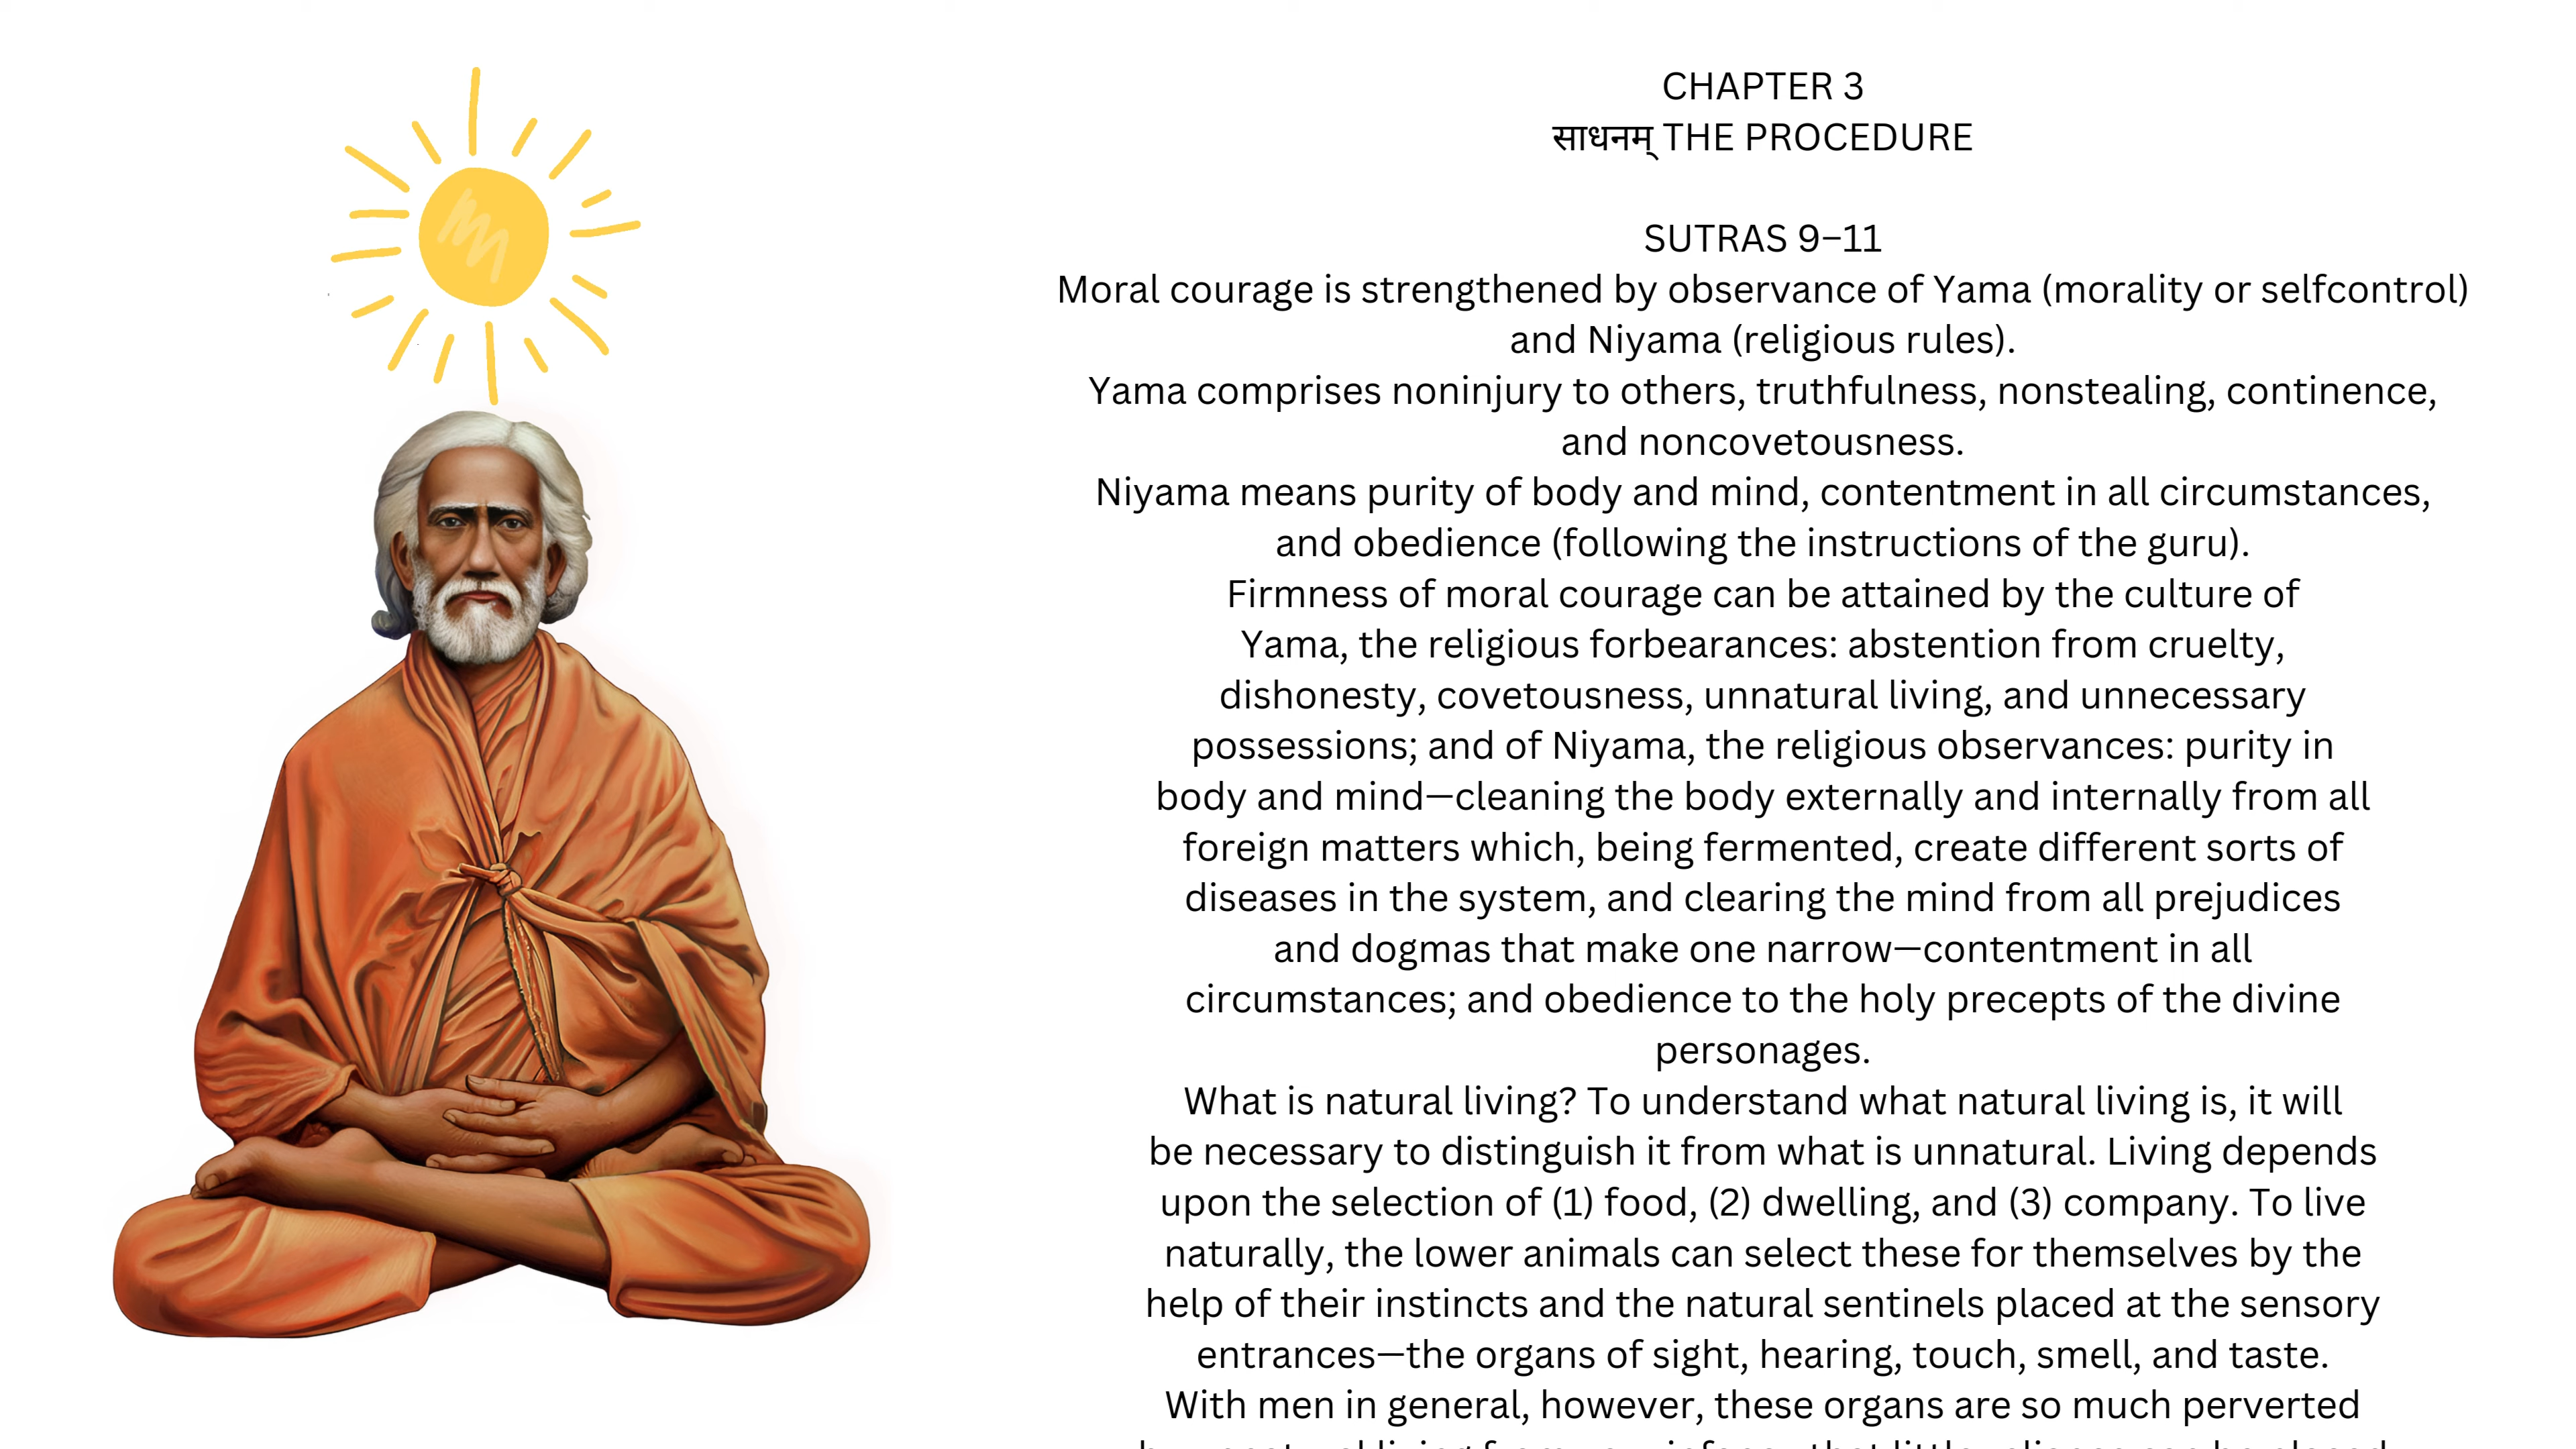 CHAPTER 3
साधनम् THE PROCEDURE
SUTRAS 9–11
Moral courage is strengthened by observance of Yama (morality or selfcontrol)
and Niyama (religious rules).
Yama comprises noninjury to others, truthfulness, nonstealing, continence,
and noncovetousness.
Niyama means purity of body and mind, contentment in all circumstances,
and obedience (following the instructions of the guru).
Firmness of moral courage can be attained by the culture of
Yama, the religious forbearances: abstention from cruelty,
dishonesty, covetousness, unnatural living, and unnecessary
possessions; and of Niyama, the religious observances: purity in
body and mind—cleaning the body externally and internally from all
foreign matters which, being fermented, create different sorts of
diseases in the system, and clearing the mind from all prejudices
and dogmas that make one narrow—contentment in all
circumstances; and obedience to the holy precepts of the divine
personages.
What is natural living? To understand what natural living is, it will
be necessary to distinguish it from what is unnatural. Living depends
upon the selection of (1) food, (2) dwelling, and (3) company. To live
naturally, the lower animals can select these for themselves by the
help of their instincts and the natural sentinels placed at the sensory
entrances—the organs of sight, hearing, touch, smell, and taste.
With men in general, however, these organs are so much perverted